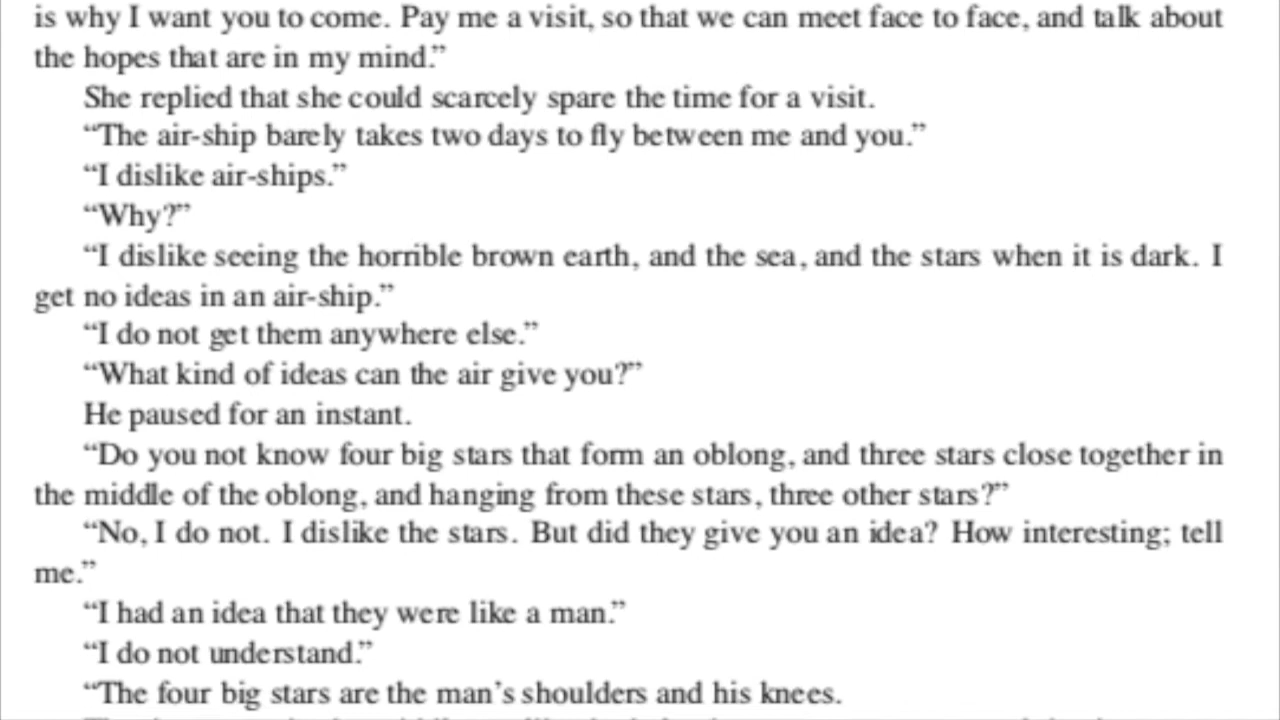 is why I want you to come. Pay me a visit, so that we can meet face to face, and talk about
the hopes that are in my mind.”
She replied that she could scarcely spare the time for a visit.
“The air-ship barely takes two days to fly between me and you.”
“I dislike air-ships.”
“Why?”
“I dislike seeing the horrible brown earth, and the sea, and the stars when it is dark. I
get no ideas in an air-ship.”
“I do not get them anywhere else.”
“What kind of ideas can the air give you?”
He paused for an instant.
“Do you not know four big stars that form an oblong, and three stars close together in
the middle of the oblong, and hanging from these stars, three other stars?”
“No, I do not. I dislike the stars. But did they give you an idea? How interesting; tell
me.”
“I had an idea that they were like a man.”
“I do not understand.”
“The four big stars are the man’s shoulders and his knees.